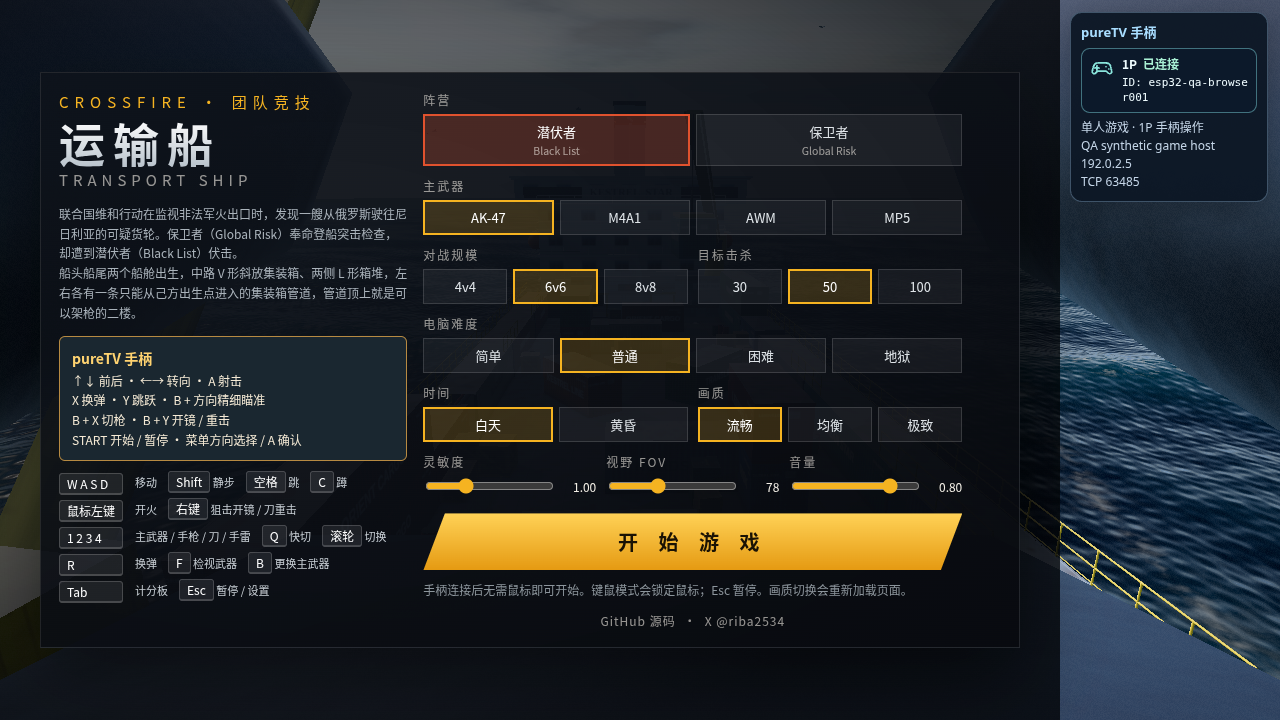 CROSSFIRE · 团队竞技
运输船
TRANSPORT SHIP
联合国维和行动在监视非法军火出口时，发现一艘从俄罗斯驶往尼
日利亚的可疑货轮。保卫者（Global Risk）奉命登船突击检查，
却遭到潜伏者（Black List）伏击。
船头船尾两个船舱出生，中路 V 形斜放集装箱、两侧 L 形箱堆，左
右各有一条只能从己方出生点进入的集装箱管道，管道顶上就是可
以架枪的二楼。
pureTV 手柄
↑↓ 前后 · ←→ 转向 · A 射击
X 换弹 · Y 跳跃 · B + 方向精细瞄准
B + X 切枪 · B + Y 开镜 / 重击
START 开始 / 暂停 · 菜单方向选择 / A 确认
W A S D 移动 Shift 静步 空格 跳 C 蹲
鼠标左键 开火 右键 狙击开镜 / 刀重击
1 2 3 4 主武器 / 手枪 / 刀 / 手雷 Q 快切 滚轮 切换
R 换弹 F 检视武器 B 更换主武器
Tab 计分板 Esc 暂停 / 设置
阵营
潜伏者 保卫者
Black List Global Risk
主武器
AK-47 M4A1 AWM MP5
对战规模 目标击杀
4v4 6v6 8v8 30 50 100
电脑难度
简单 普通 困难 地狱
时间 画质
白天 黄昏 流畅 均衡 极致
灵敏度 视野 FOV 音量
1.00 78 0.80
开始游戏
手柄连接后无需鼠标即可开始。键鼠模式会锁定鼠标；Esc 暂停。画质切换会重新加载页面。
GitHub 源码 · X @riba2534
pureTV 手柄
1P 已连接
ID: esp32-qa-browse
r001
单人游戏 · 1P 手柄操作
QA synthetic game host
192.0.2.5
TCP 63485